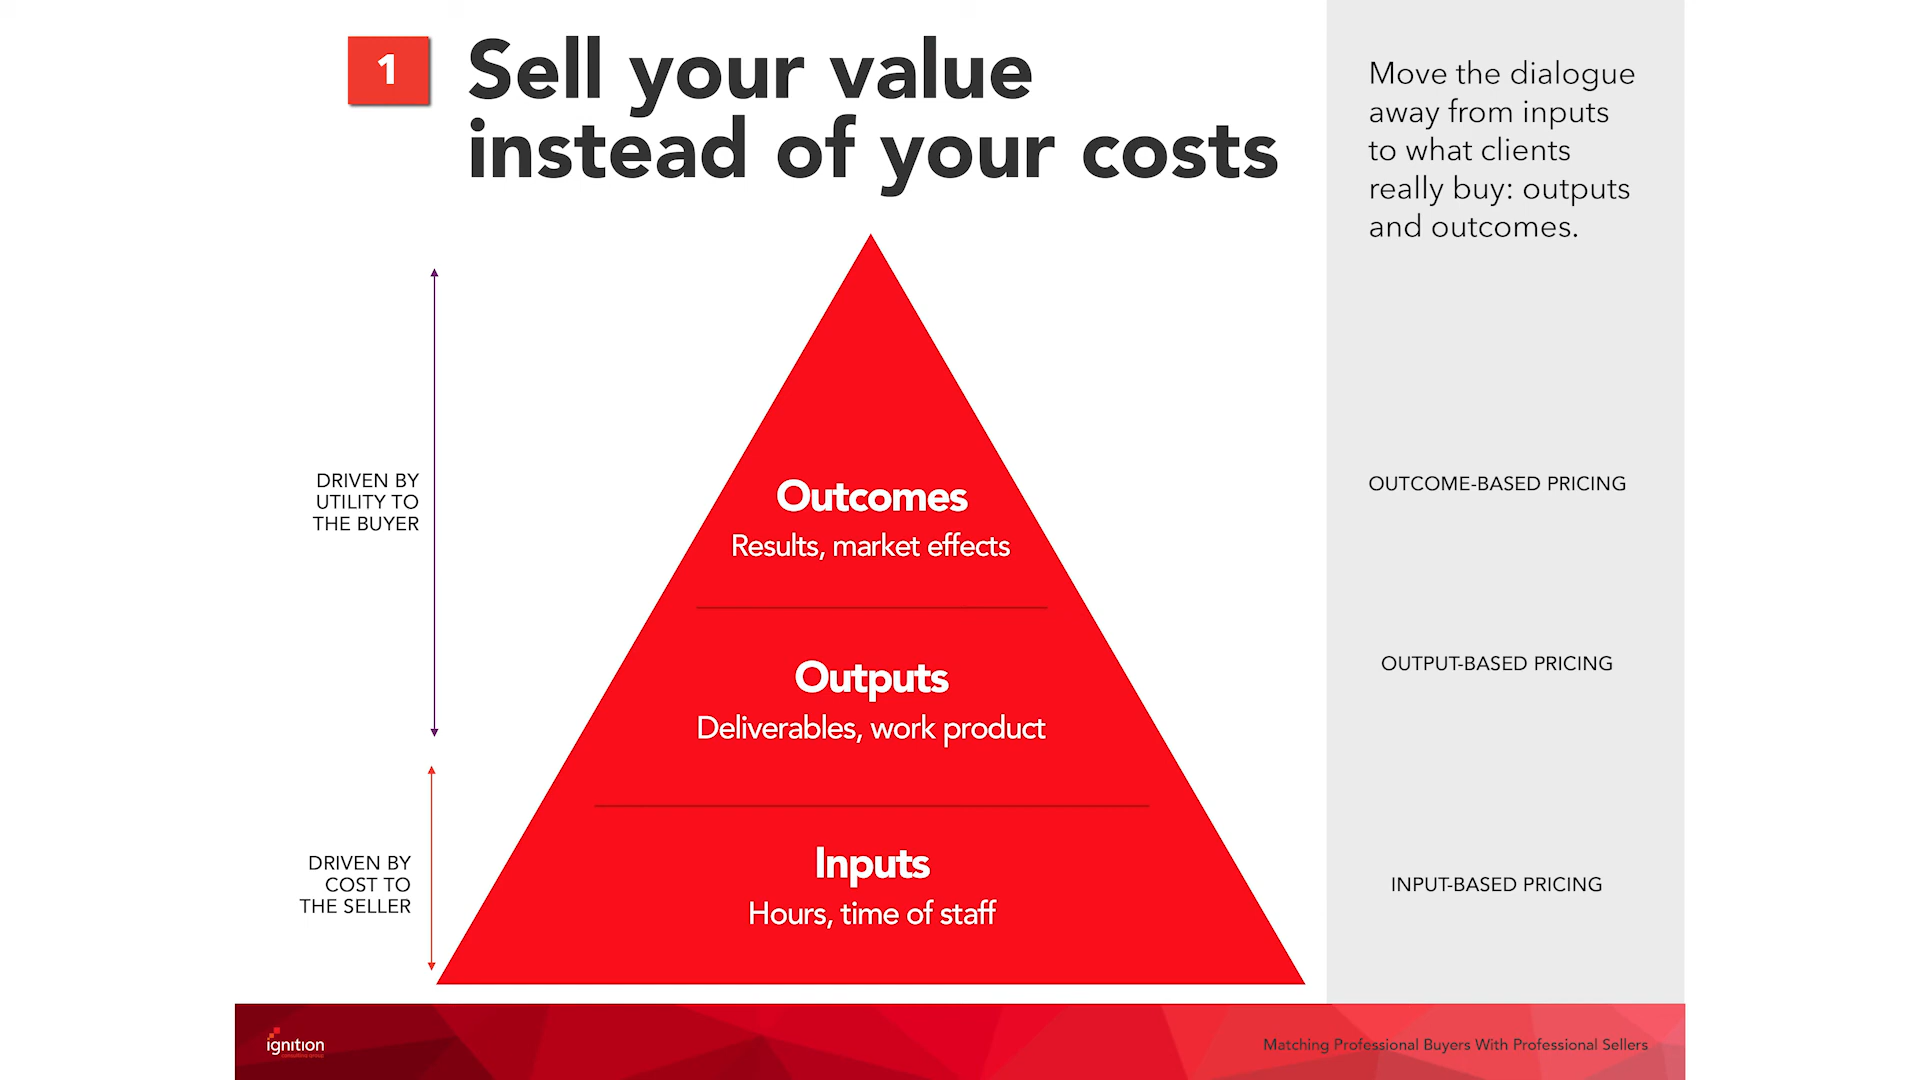 1
Sell your value
instead of your costs
Move the dialogue
away from inputs
to what clients
really buy: outputs
and outcomes.
DRIVEN BY
UTILITY TO
THE BUYER
Outcomes
Results, market effects
OUTCOME-BASED PRICING
Outputs
Deliverables, work product
OUTPUT-BASED PRICING
DRIVEN BY
COST TO
THE SELLER
Inputs
Hours, time of staff
INPUT-BASED PRICING
ignition
consulting group
Matching Professional Buyers With Professional Sellers